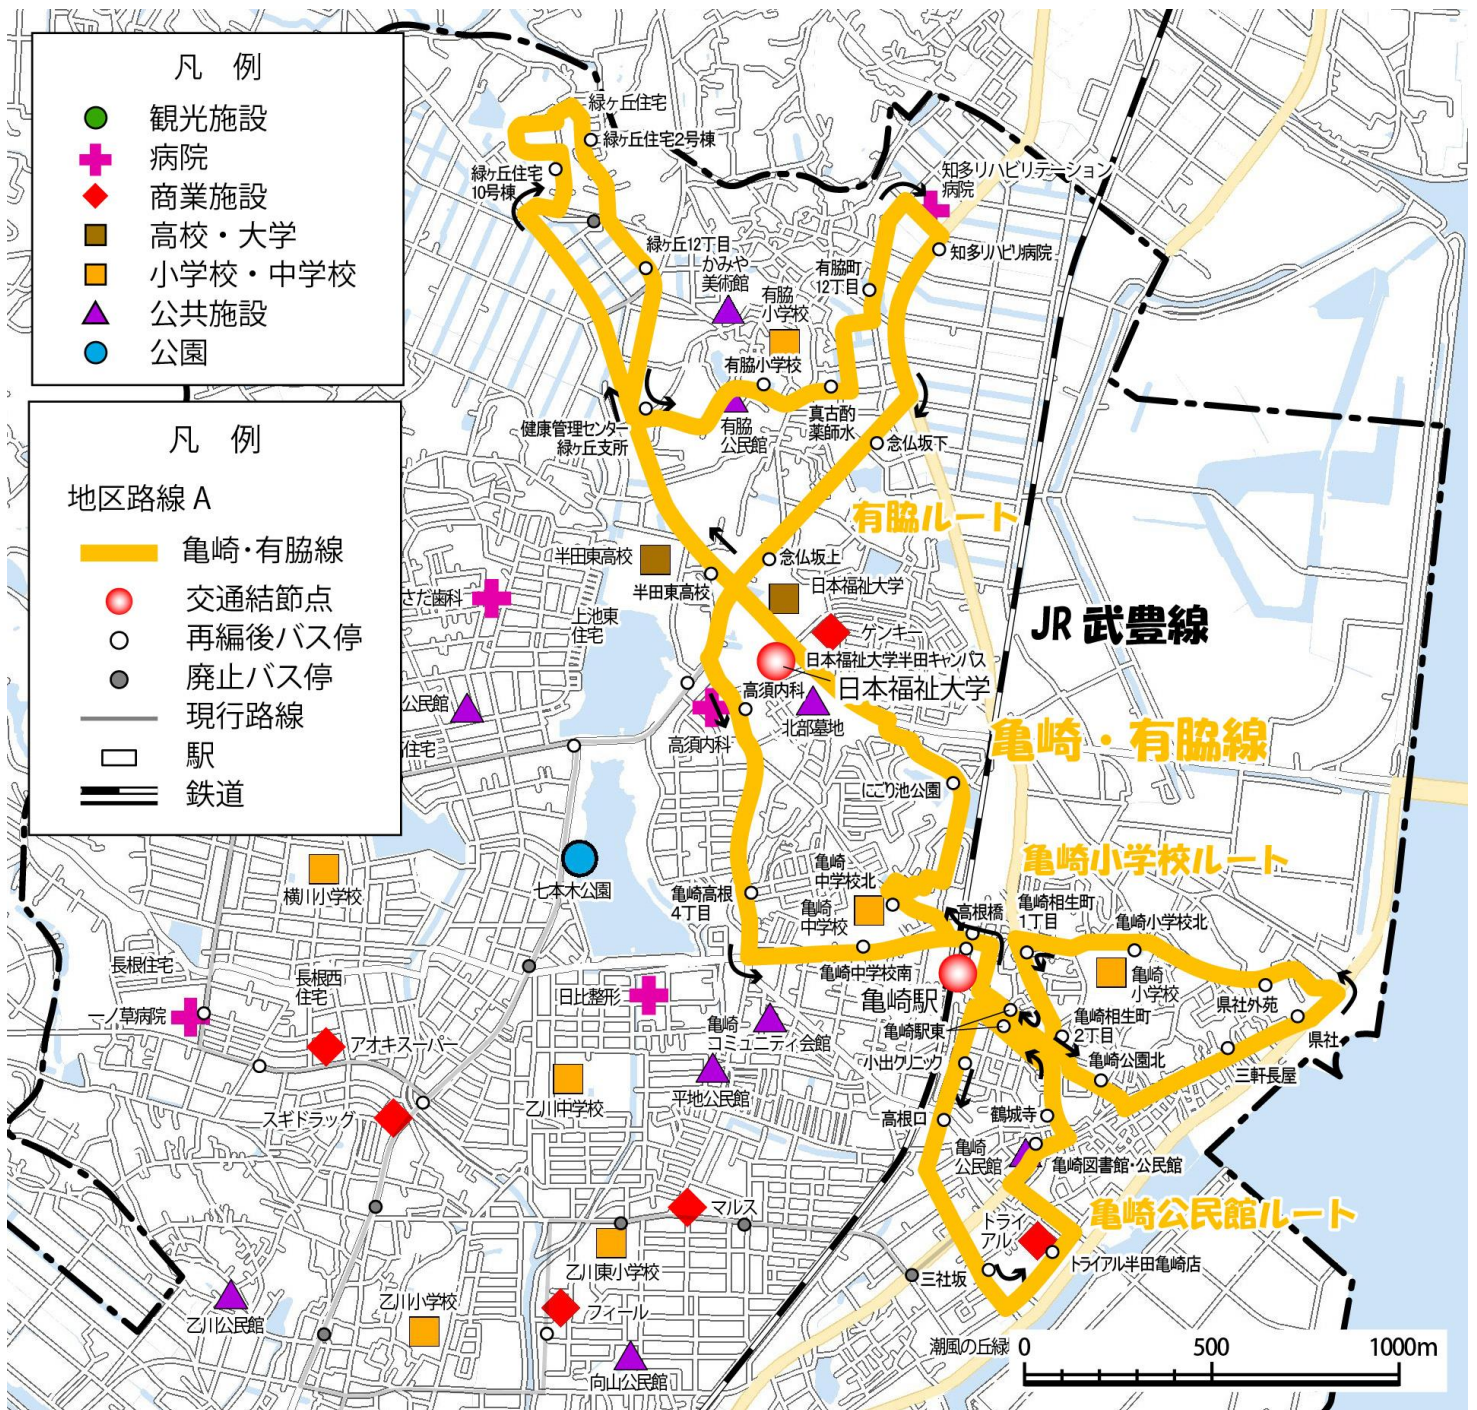 凡 例
観光施設
病院
商業施設
高校・大学
小学校・中学校
公共施設
公園
凡 例
地区路線 A
亀崎・有脇線
交通結節点
再編後バス停
廃止バス停
現行路線
駅
鉄道
緑ヶ丘住宅
緑ヶ丘住宅2号棟
緑ヶ丘住宅
10号棟
知多リハビリテーション
病院
知多リハビリ病院
緑ヶ丘12丁目
かみや
美術館
有脇町
12丁目
有脇
小学校
有脇小学校
健康管理センター
緑ヶ丘支所
有脇
公民館
真古酌
薬師水
念仏坂下
有脇ルート
半田東高校
半田東高校
念仏坂上
日本福祉大学
さだ歯科
上池東
住宅
ゲンキー
JR 武豊線
日本福祉大学半田キャンパス
日本福祉大学
高須内科
公民館
住宅
高須内科
北部墓地
亀崎・有脇線
にごり池公園
亀崎小学校ルート
七本木公園
横川小学校
亀崎
中学校北
亀崎高根
4丁目
亀崎
中学校
高根橋
亀崎相生町
1丁目
亀崎小学校北
亀崎中学校南
長根住宅
長根西
住宅
日比整形
亀崎駅
亀崎
小学校
県社外苑
県社
一ノ草病院
亀崎
コミュニティ会館
亀崎駅東
亀崎相生町
2丁目
アオキスーパー
小出クリニック
亀崎公園北
三軒長屋
乙川中学校
平地公民館
スギドラッグ
高根口
鶴城寺
亀崎
公民館
亀崎図書館・公民館
マルス
亀崎公民館ルート
トライ
アル
乙川東小学校
三社坂
トライアル半田亀崎店
乙川小学校
フィール
乙川公民館
潮風の丘緑
向山公民館
0
500
1000m